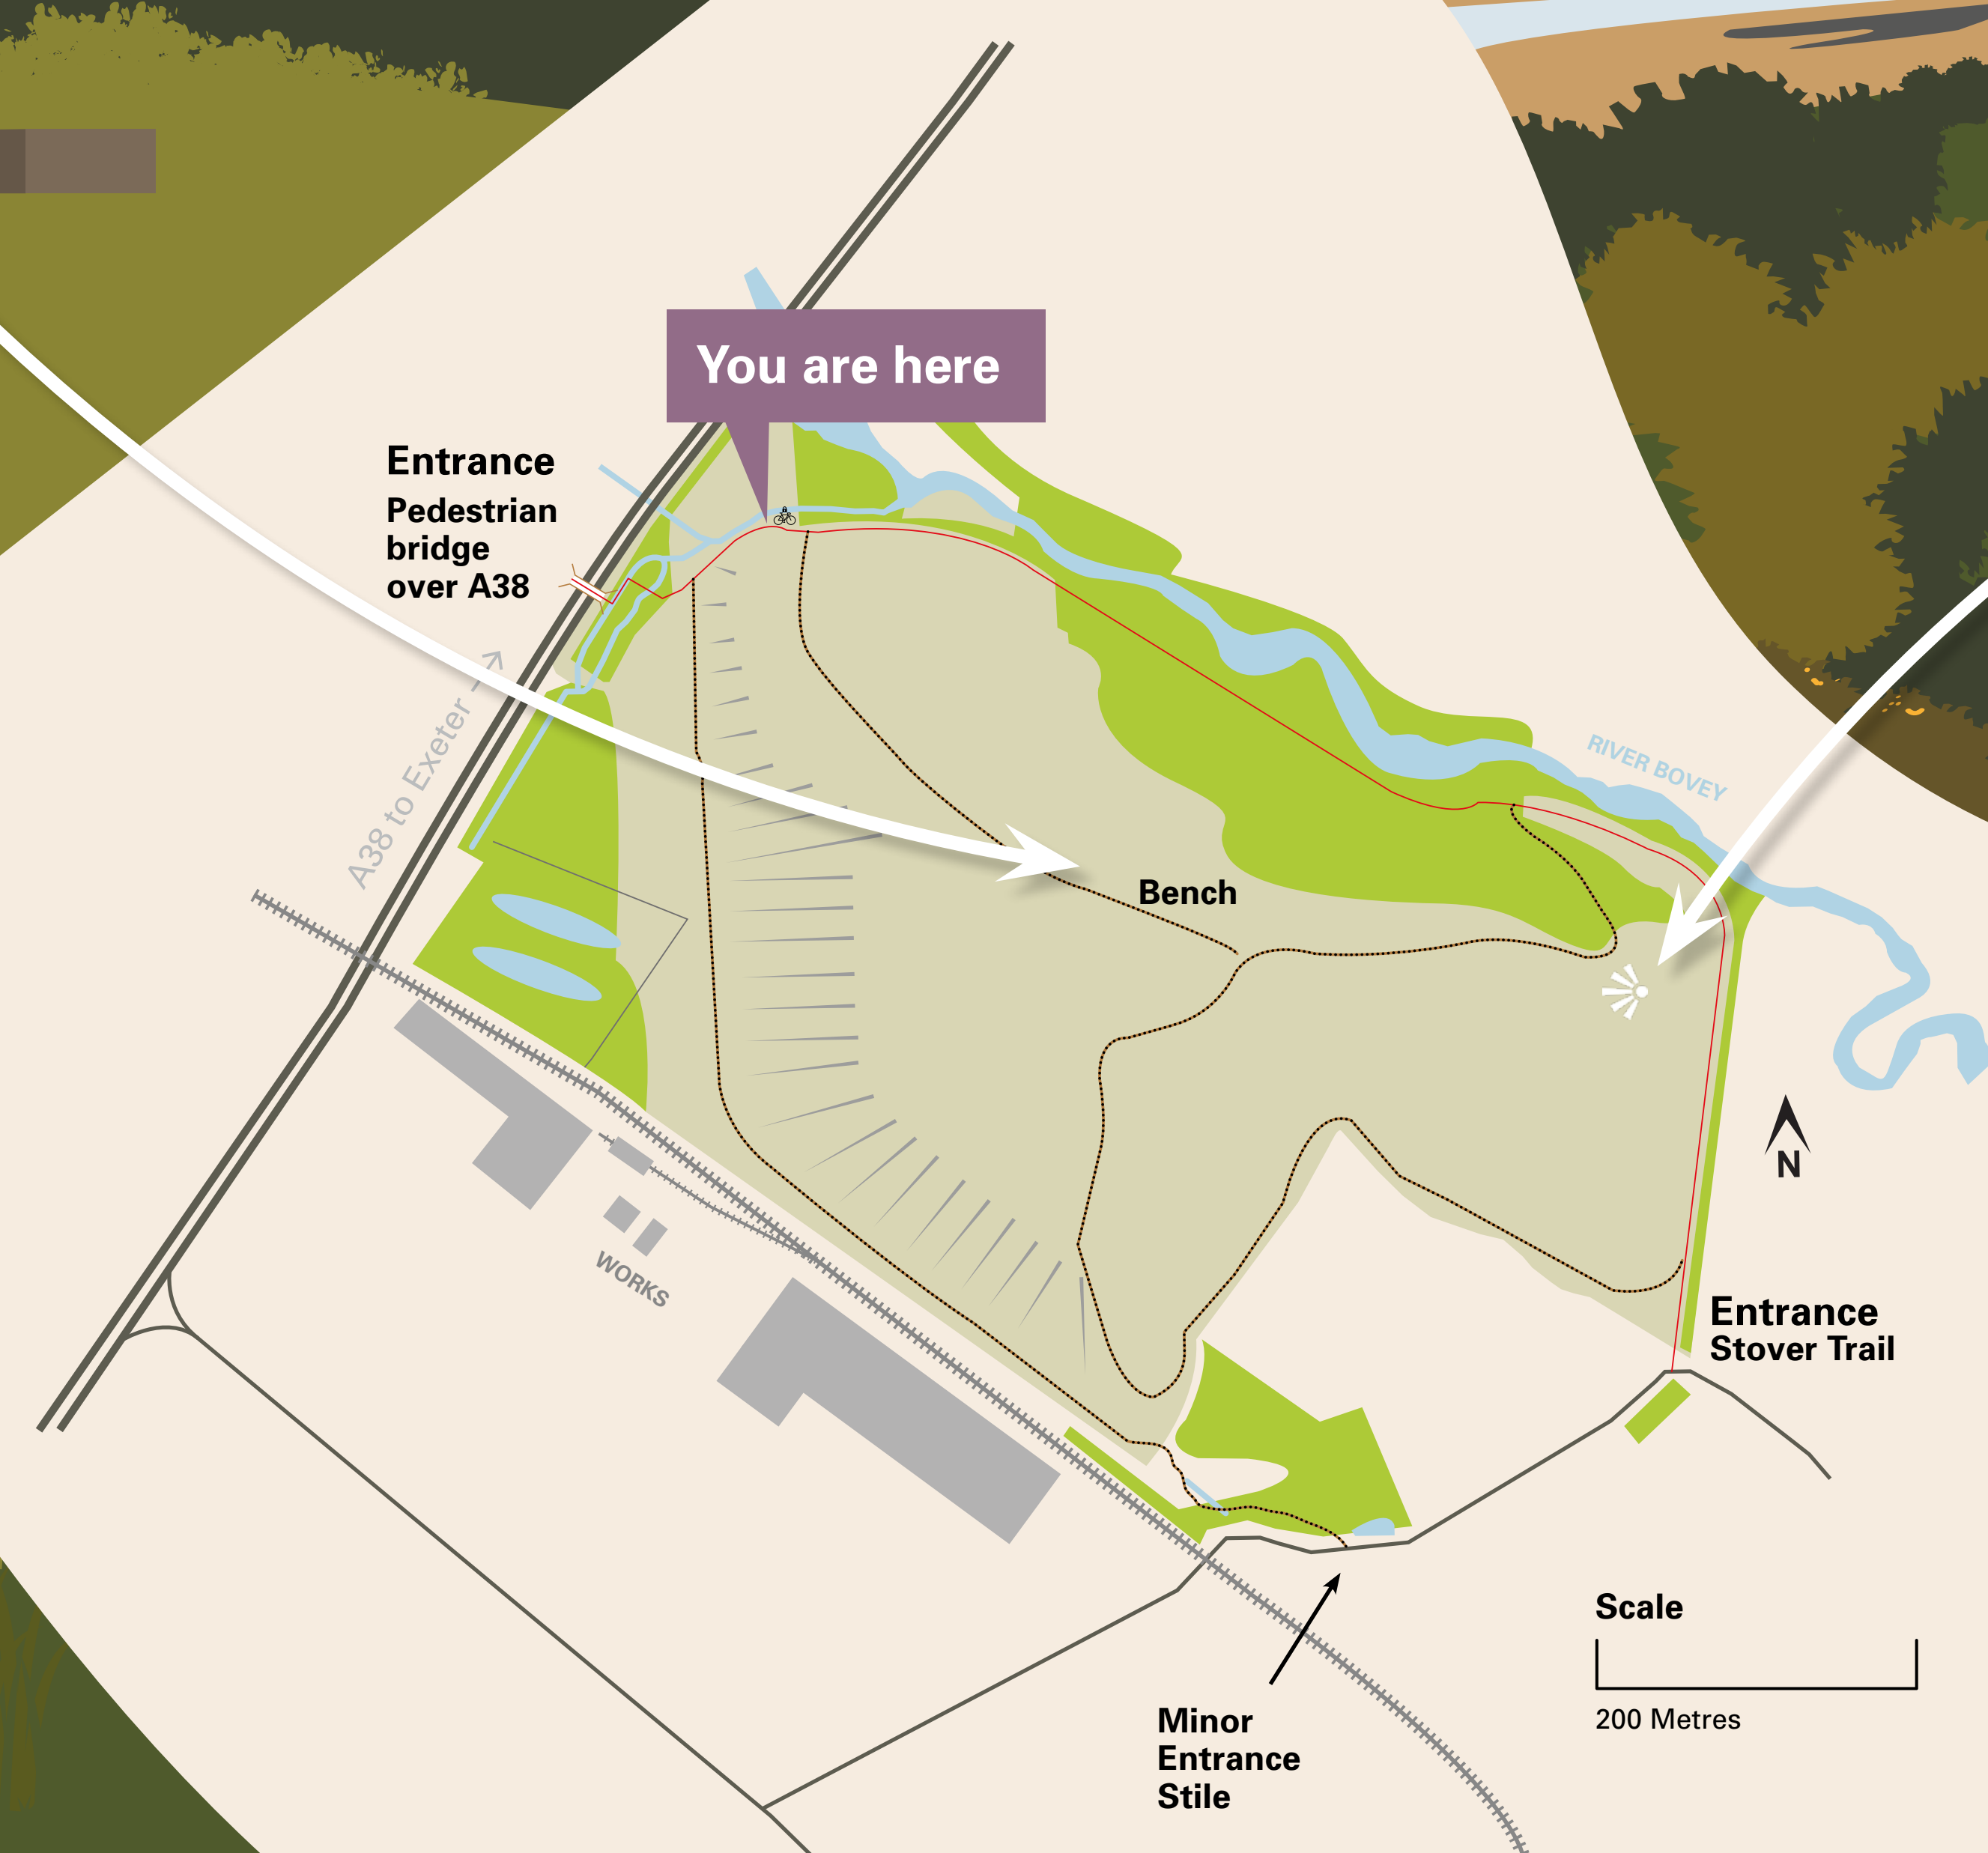 You are here
Entrance
Pedestrian
bridge
over A38
A38 to Exeter
RIVER BOVEY
Bench
N
WORKS
Entrance
Stover Trail
Scale
200 Metres
Minor
Entrance
Stile